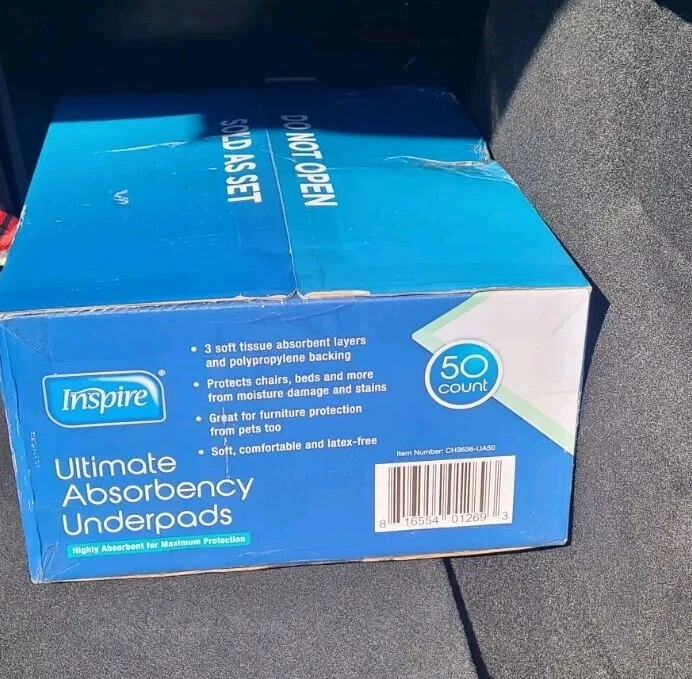 DO NOT OPEN
SOLD AS SET
Inspire®
Ultimate
Absorbency
Underpads
Highly Absorbent for Maximum Protection
• 3 soft tissue absorbent layers
and polypropylene backing
• Protects chairs, beds and more
from moisture damage and stains
• Great for furniture protection
from pets too
• Soft, comfortable and latex-free
50
count
Item Number: CH3636-UA50
8 16554 01269 3